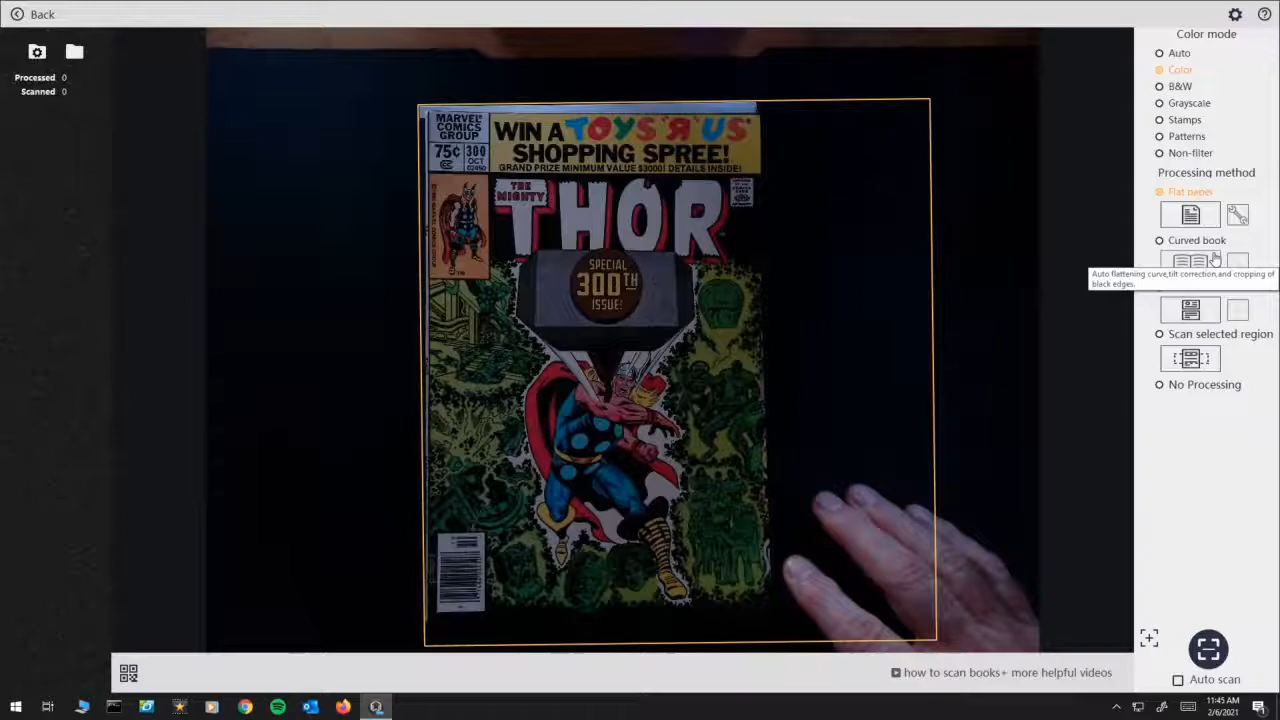 Back
Processed 0
Scanned 0
Color mode
Auto
Color
B&W
Grayscale
Stamps
Patterns
Non-filter
Processing method
Flat paper
Curved book
Auto flattening curve,tilt correction,and cropping of
black edges.
Scan selected region
No Processing
MARVEL
COMICS
GROUP
75¢
300
OCT
02450
WIN A TOYS "R" US
SHOPPING SPREE!
GRAND PRIZE MINIMUM VALUE $3000! DETAILS INSIDE!
THE
MIGHTY
THOR
SPECIAL
300TH
ISSUE!
how to scan books+ more helpful videos
Auto scan
11:45 AM
2/6/2021